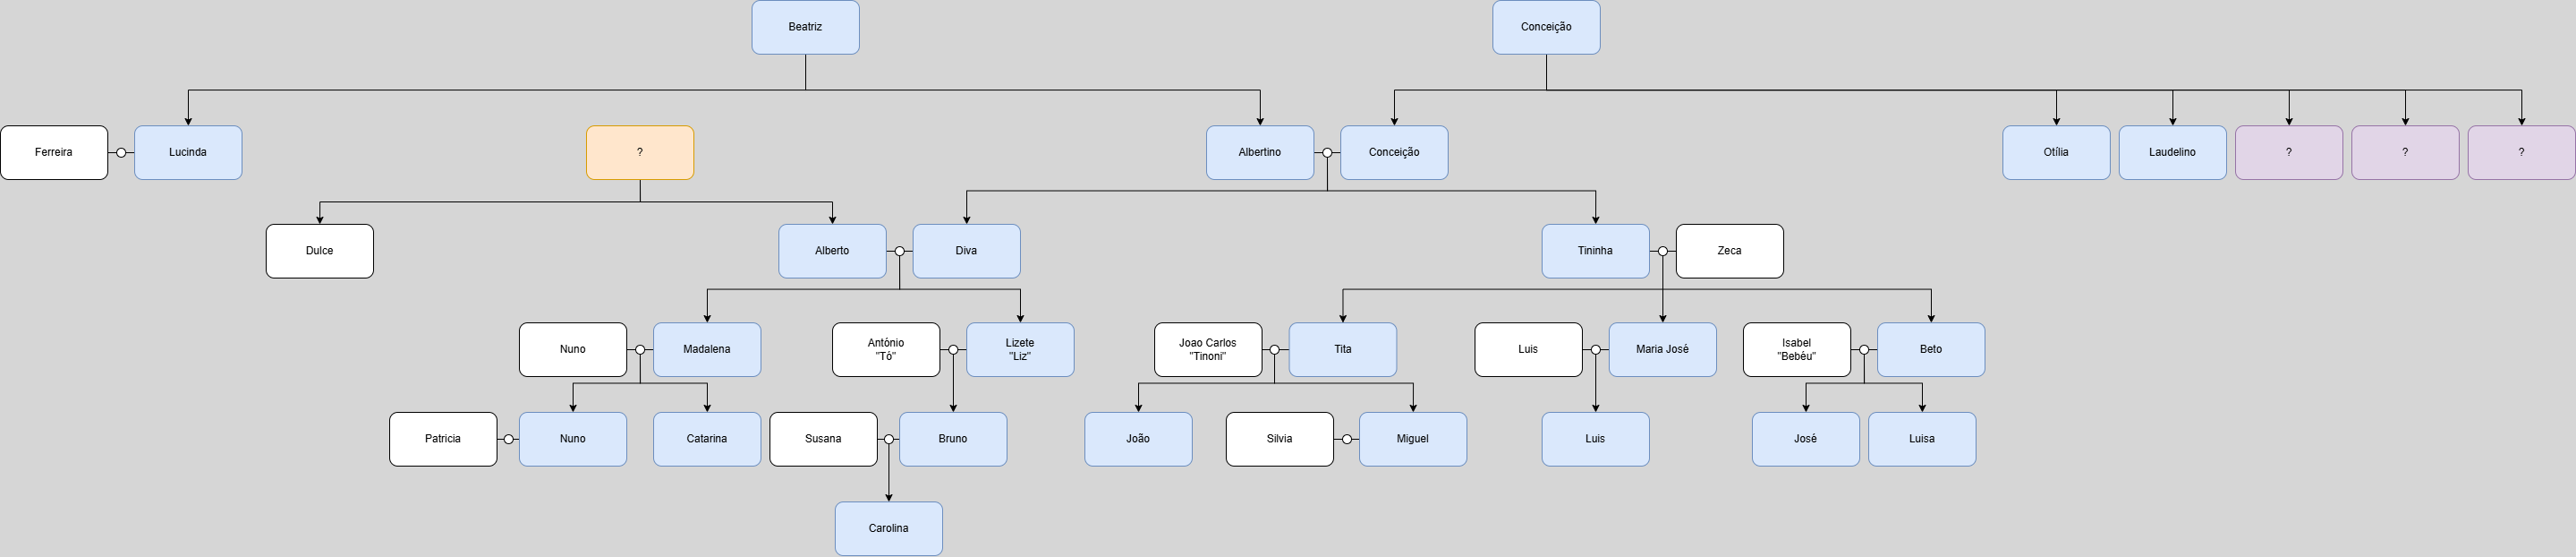 Beatriz
Conceição
Ferreira
Lucinda
?
Albertino
Conceição
Otília
Laudelino
?
?
?
Dulce
Alberto
Diva
Tininha
Zeca
Nuno
Madalena
António
"Tó"
Lizete
"Liz"
Joao Carlos
"Tinoni"
Tita
Luis
Maria José
Isabel
"Bebéu"
Beto
Patricia
Nuno
Catarina
Susana
Bruno
João
Silvia
Miguel
Luis
José
Luisa
Carolina